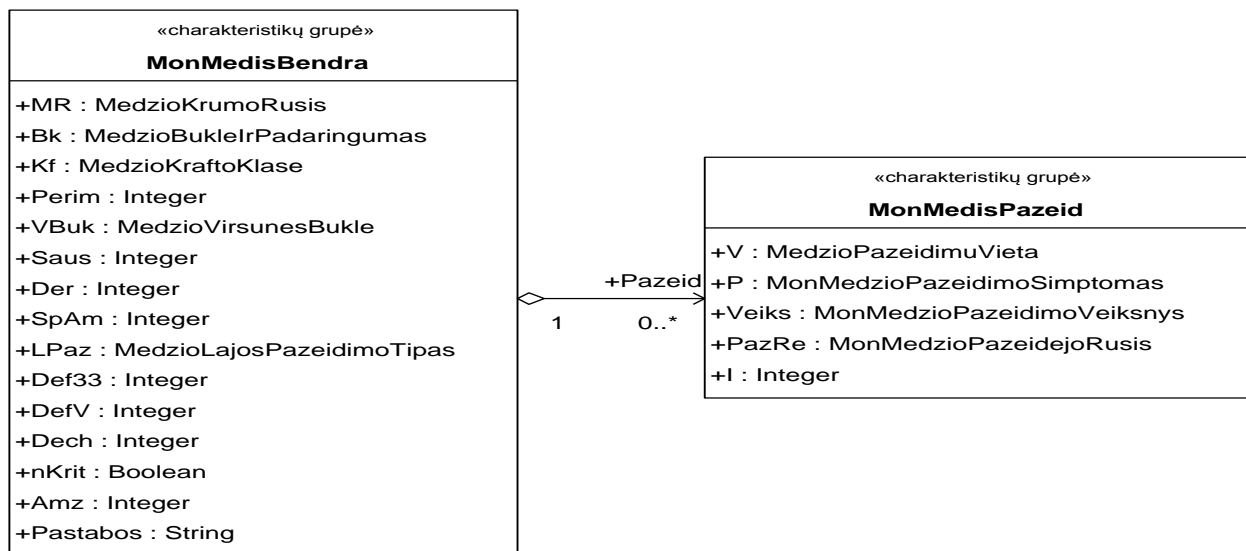 «charakteristikų grupė»
MonMedisBendra
+MR : MedzioKrumoRusis
+Bk : MedzioBukleIrPadaringumas
+Kf : MedzioKraftoKlase
+Perim : Integer
+VBuk : MedzioVirsunesBukle
+Saus : Integer
+Der : Integer
+SpAm : Integer
+LPaz : MedzioLajosPazeidimoTipas
+Def33 : Integer
+DefV : Integer
+Dech : Integer
+nKrit : Boolean
+Amz : Integer
+Pastabos : String
+Pazeid
1 0..*
«charakteristikų grupė»
MonMedisPazeid
+V : MedzioPazeidimuVieta
+P : MonMedzioPazeidimoSimptomas
+Veiks : MonMedzioPazeidimoVeiksnys
+PazRe : MonMedzioPazeidejoRusis
+I : Integer